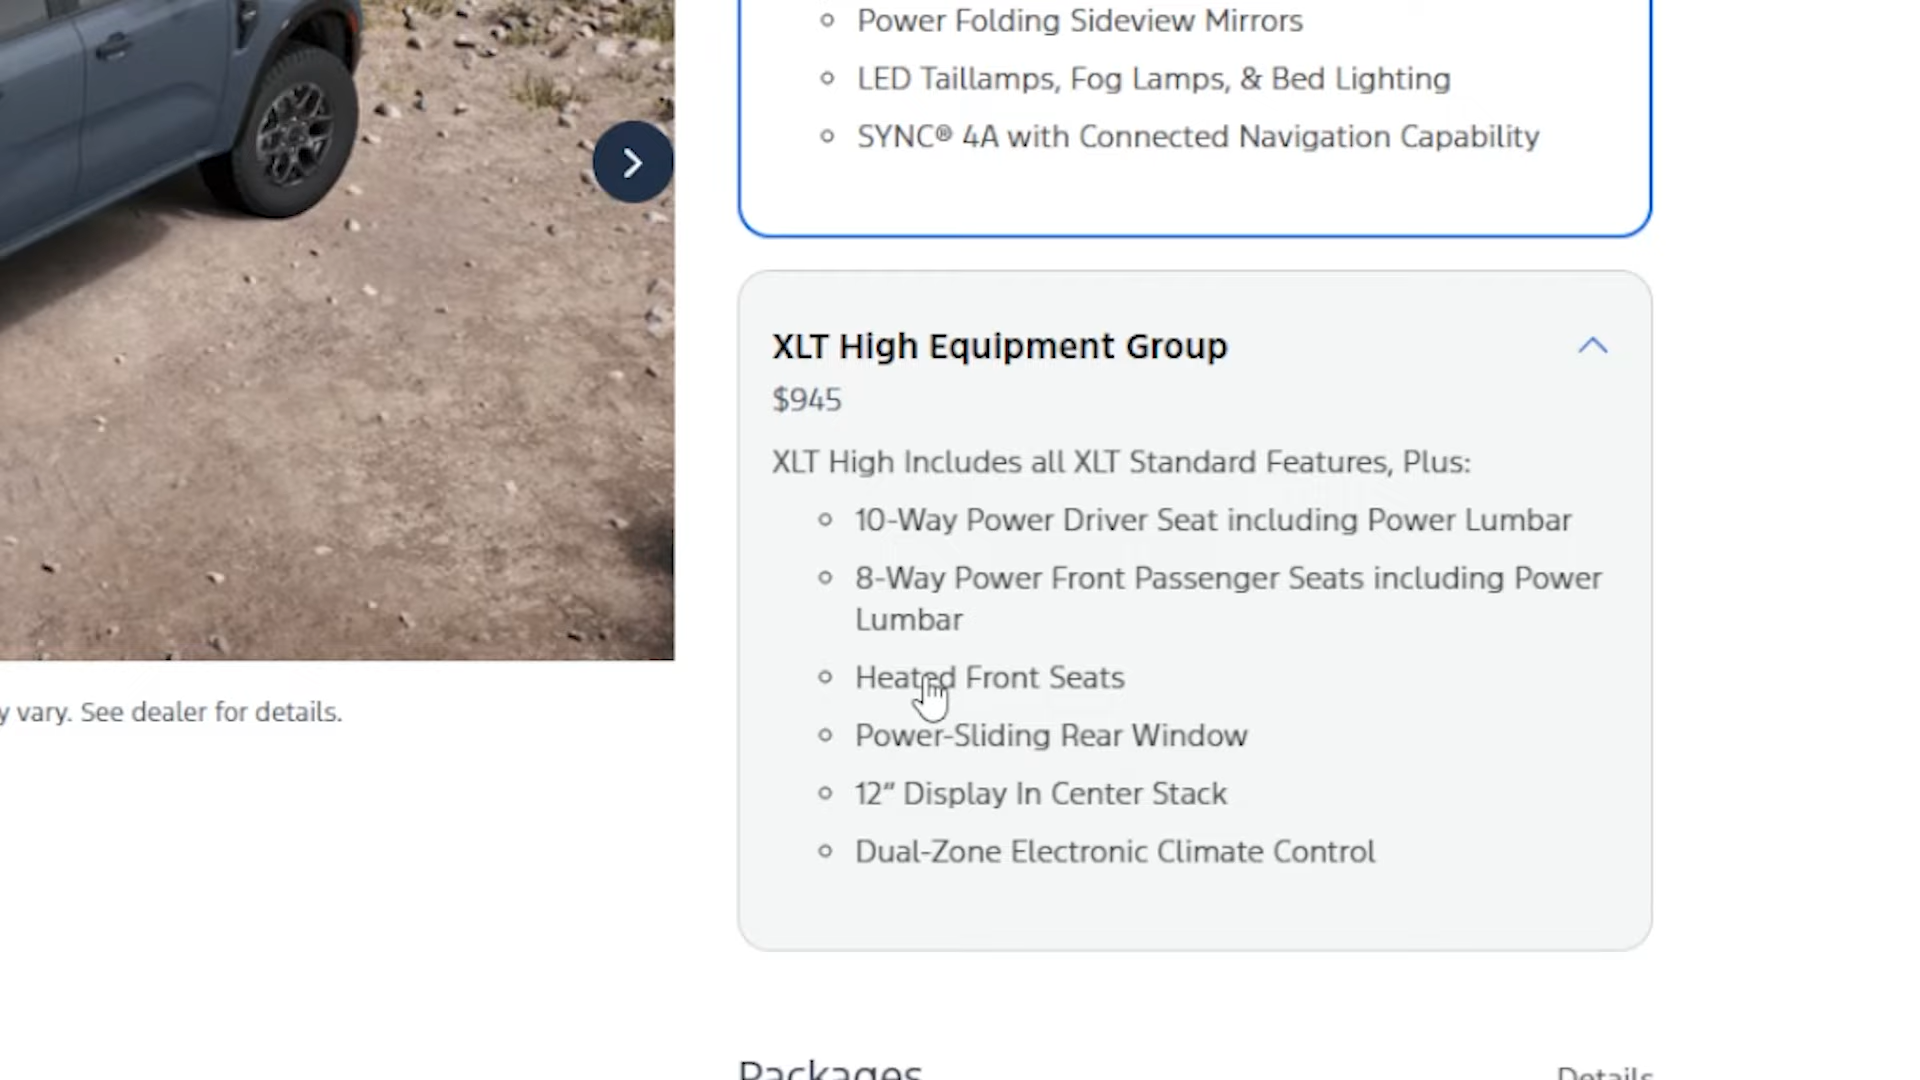 Power Folding Sideview Mirrors
LED Taillamps, Fog Lamps, & Bed Lighting
SYNC® 4A with Connected Navigation Capability
XLT High Equipment Group
$945
XLT High Includes all XLT Standard Features, Plus:
10-Way Power Driver Seat including Power Lumbar
8-Way Power Front Passenger Seats including Power
Lumbar
Heated Front Seats
Power-Sliding Rear Window
12” Display In Center Stack
Dual-Zone Electronic Climate Control
y vary. See dealer for details.
Packages
Details